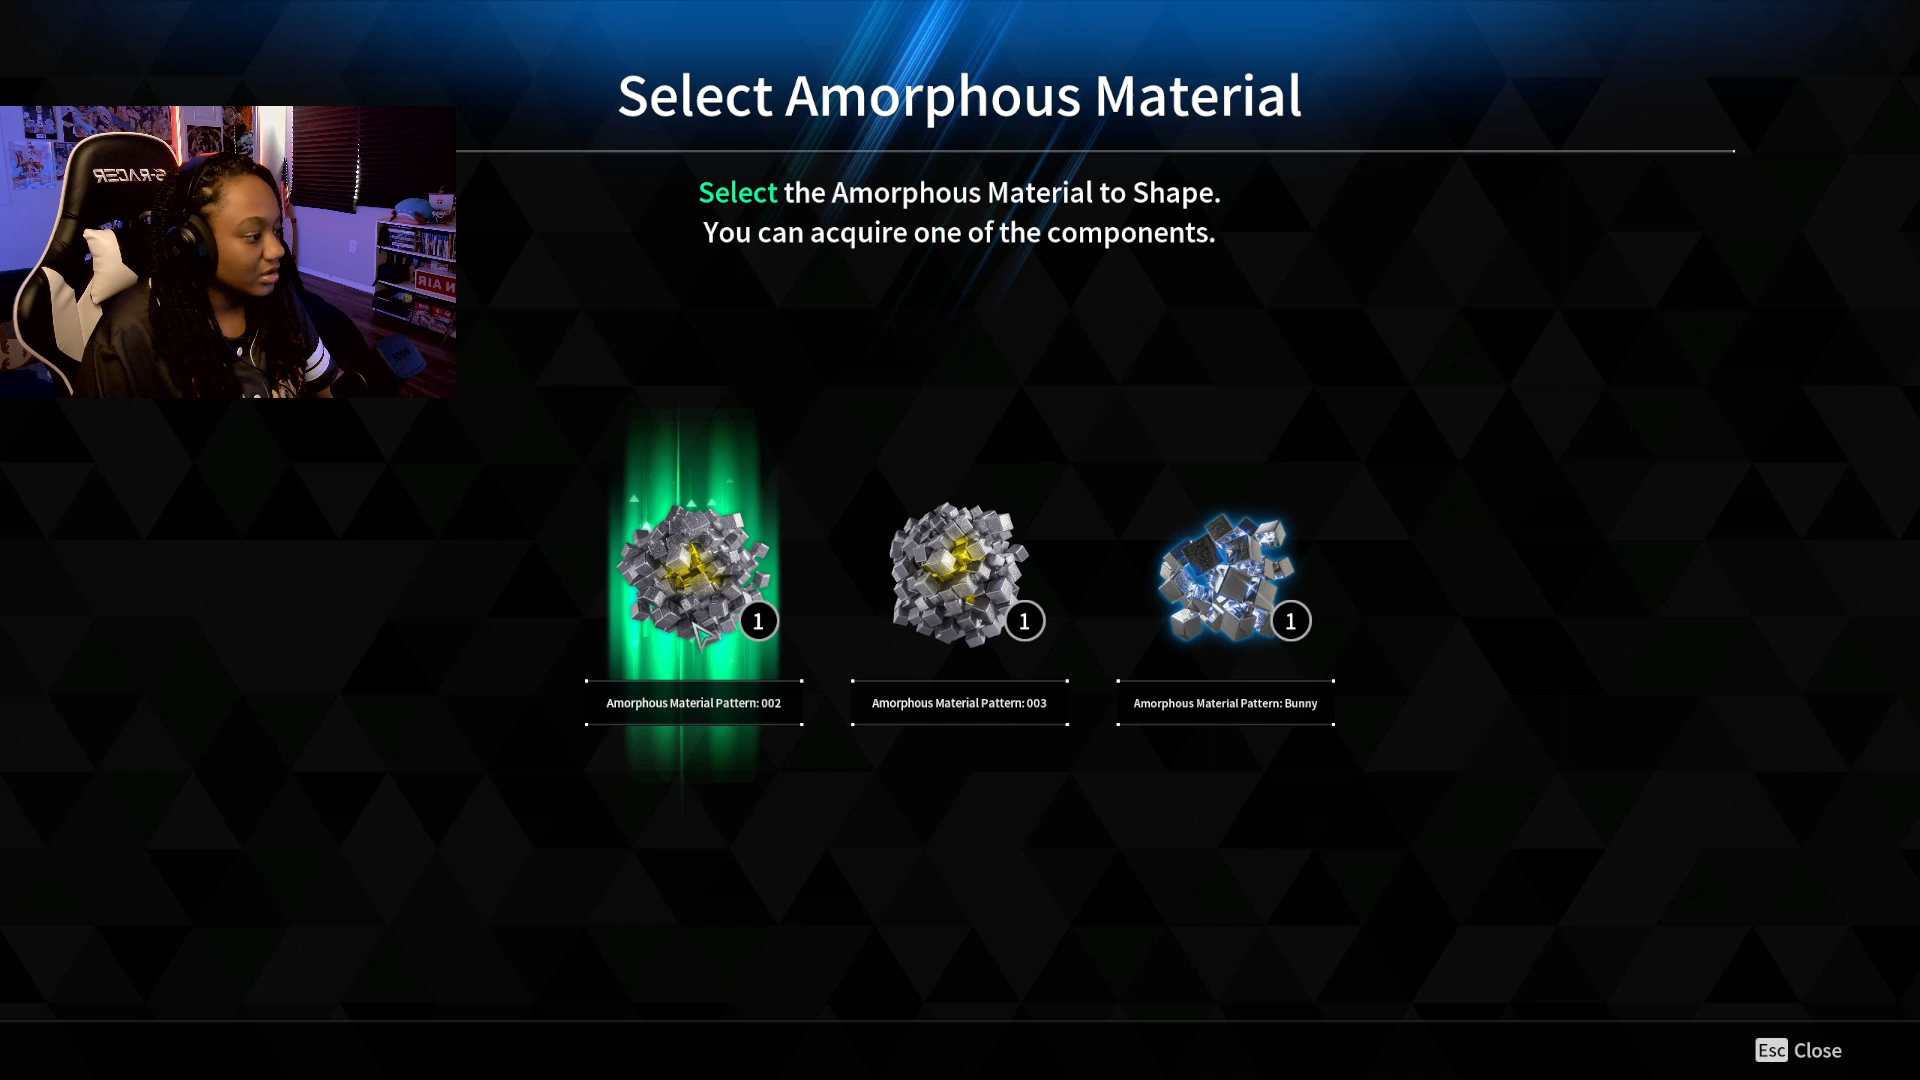 Select Amorphous Material
Select the Amorphous Material to Shape.
You can acquire one of the components.
S-RACER
1
1
1
Amorphous Material Pattern: 002
Amorphous Material Pattern: 003
Amorphous Material Pattern: Bunny
Esc Close